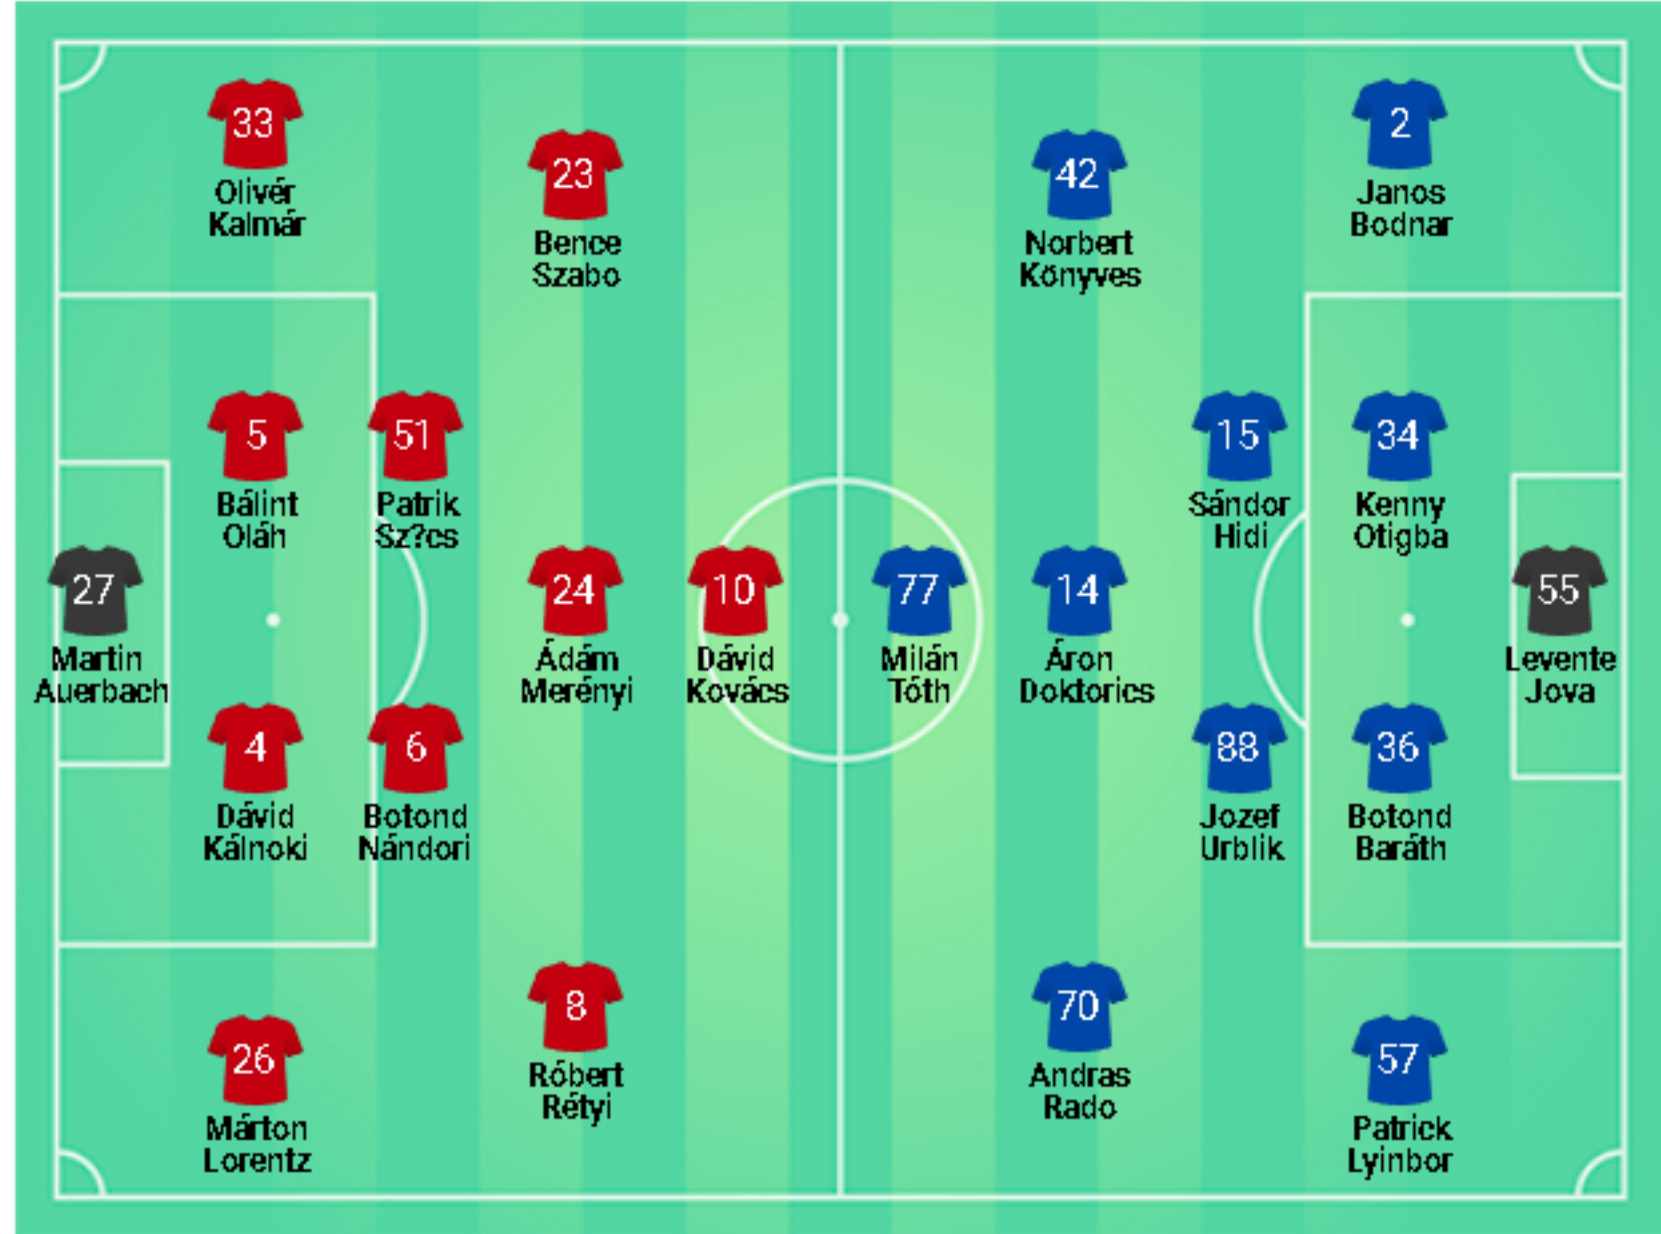 33
Olivér
Kalmár
23
Bence
Szabo
42
Norbert
Könyves
2
Janos
Bodnar
5
Bálint
Oláh
51
Patrik
Sz?cs
15
Sándor
Hidi
34
Kenny
Otigba
27
Martin
Auerbach
24
Ádám
Merényi
10
Dávid
Kovács
77
Milán
Tóth
14
Áron
Doktorics
55
Levente
Jova
4
Dávid
Kálnoki
6
Botond
Nándori
88
Jozef
Urblik
36
Botond
Baráth
26
Márton
Lorentz
8
Róbert
Rétyi
70
Andras
Rado
57
Patrick
Lyinbor